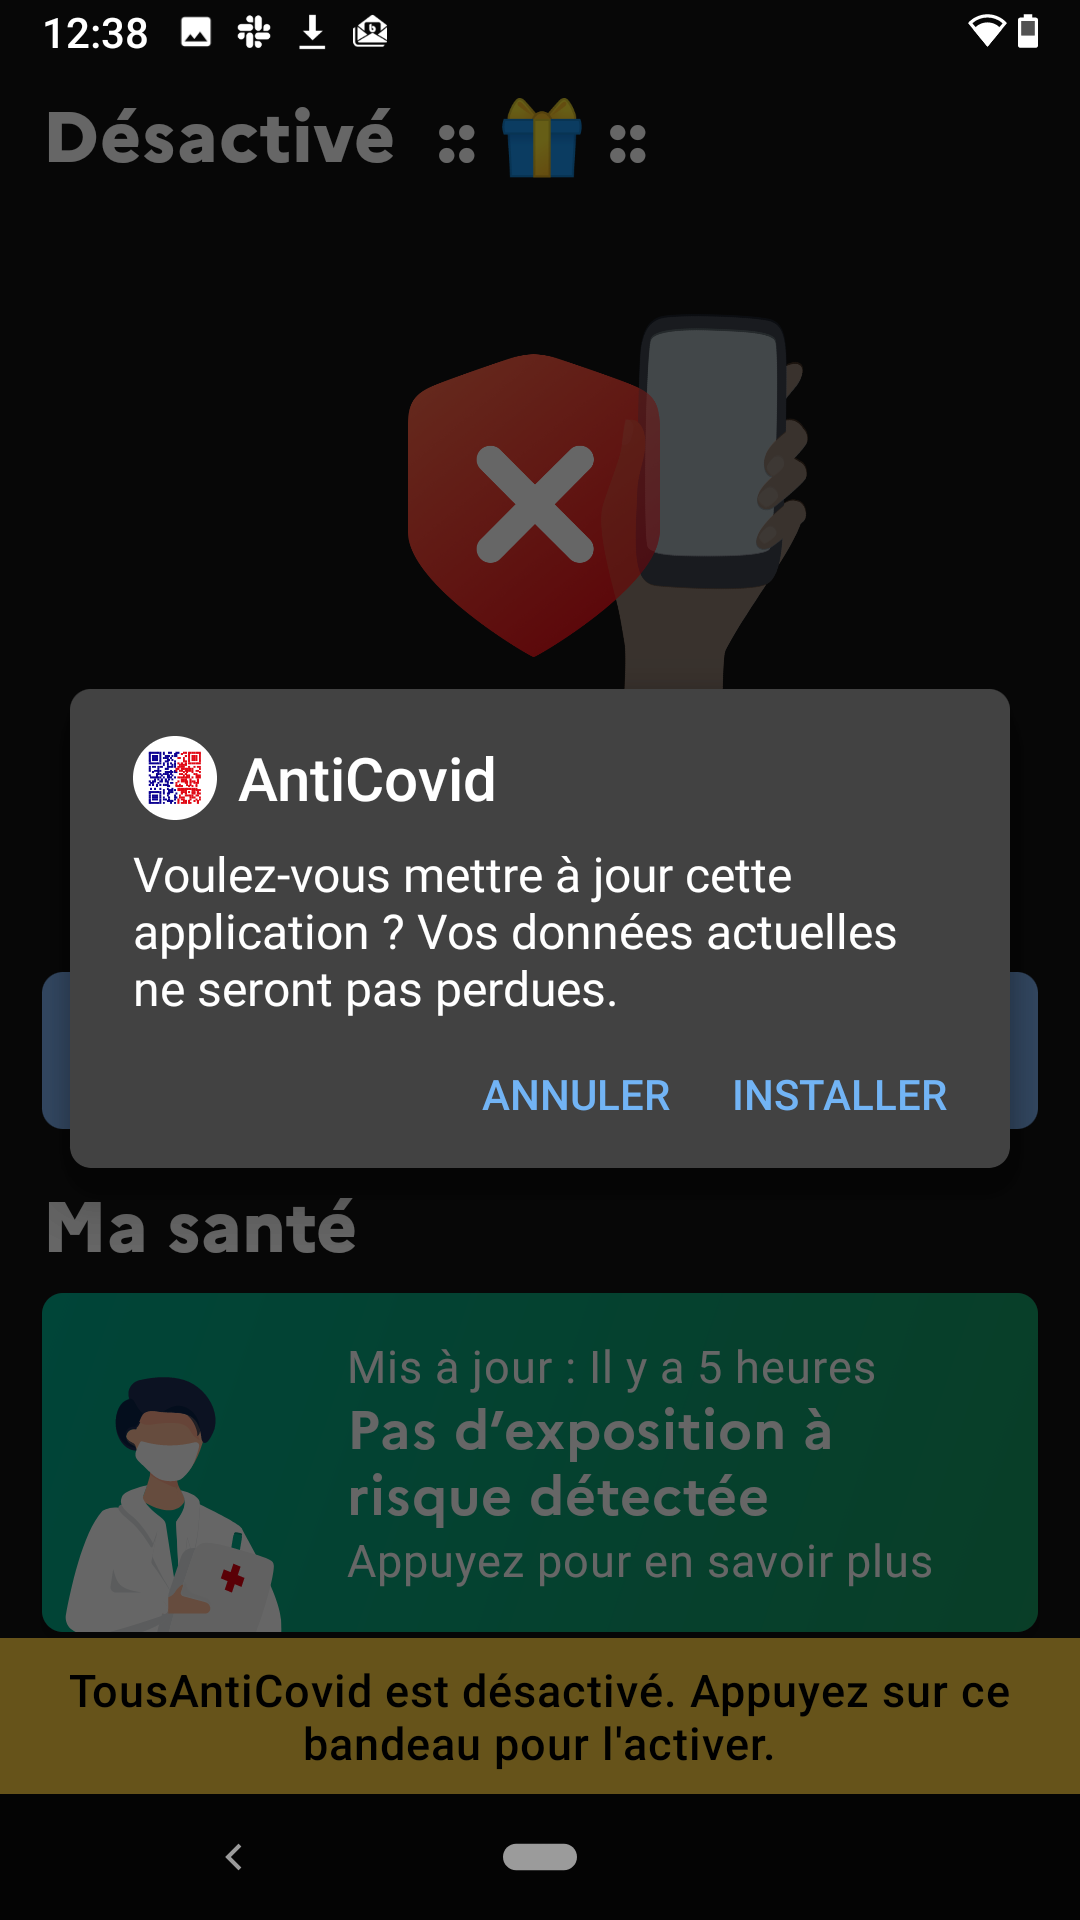 12:38
Désactivé
AntiCovid
Voulez-vous mettre à jour cette
application ? Vos données actuelles
ne seront pas perdues.
ANNULER INSTALLER
Ma santé
Mis à jour : Il y a 5 heures
Pas d’exposition à
risque détectée
Appuyez pour en savoir plus
TousAntiCovid est désactivé. Appuyez sur ce
bandeau pour l'activer.